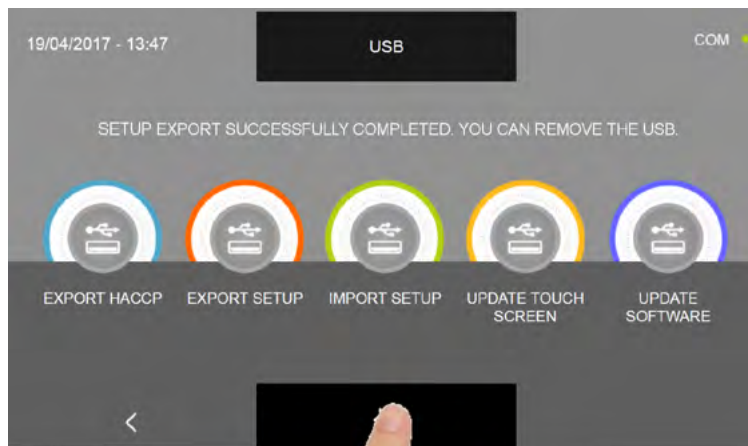 19/04/2017 - 13:47
USB
COM
SETUP EXPORT SUCCESSFULLY COMPLETED. YOU CAN REMOVE THE USB.
EXPORT HACCP
EXPORT SETUP
IMPORT SETUP
UPDATE TOUCH
SCREEN
UPDATE
SOFTWARE